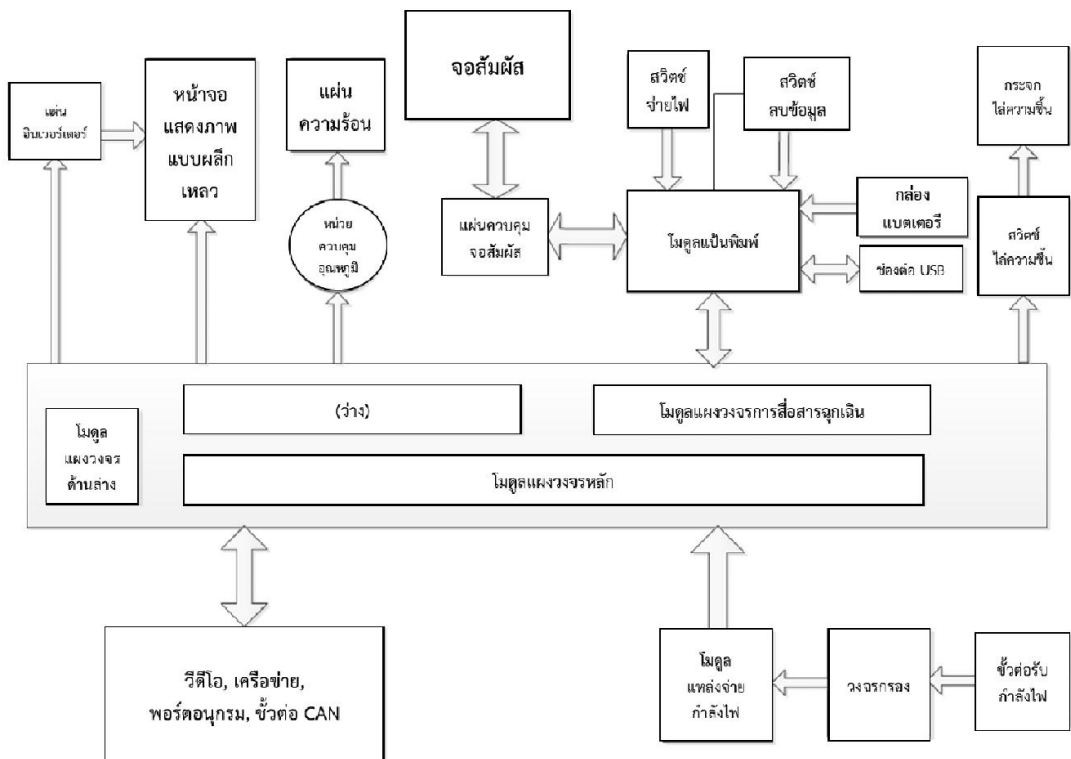 จอสัมผัส
สวิตช์
จ่ายไฟ
สวิตช์
ลบข้อมูล
กระจก
ไล่ความชื้น
แผ่น
อินเวอร์เตอร์
หน้าจอ
แสดงภาพ
แบบผลึก
เหลว
แผ่น
ความร้อน
หน่วย
ควบคุม
อุณหภูมิ
แผ่นควบคุม
จอสัมผัส
โมดูลแป้นพิมพ์
กล่อง
แบตเตอรี
ช่องต่อ USB
สวิตช์
ไล่ความชื้น
(ว่าง)
โมดูลแผงวงจรการสื่อสารฉุกเฉิน
โมดูล
แผงวงจร
ด้านล่าง
โมดูลแผงวงจรหลัก
วีดีโอ, เครือข่าย,
พอร์ตอนุกรม, ขั้วต่อ CAN
โมดูล
แหล่งจ่าย
กำลังไฟ
วงจรกรอง
ขั้วต่อรับ
กำลังไฟ